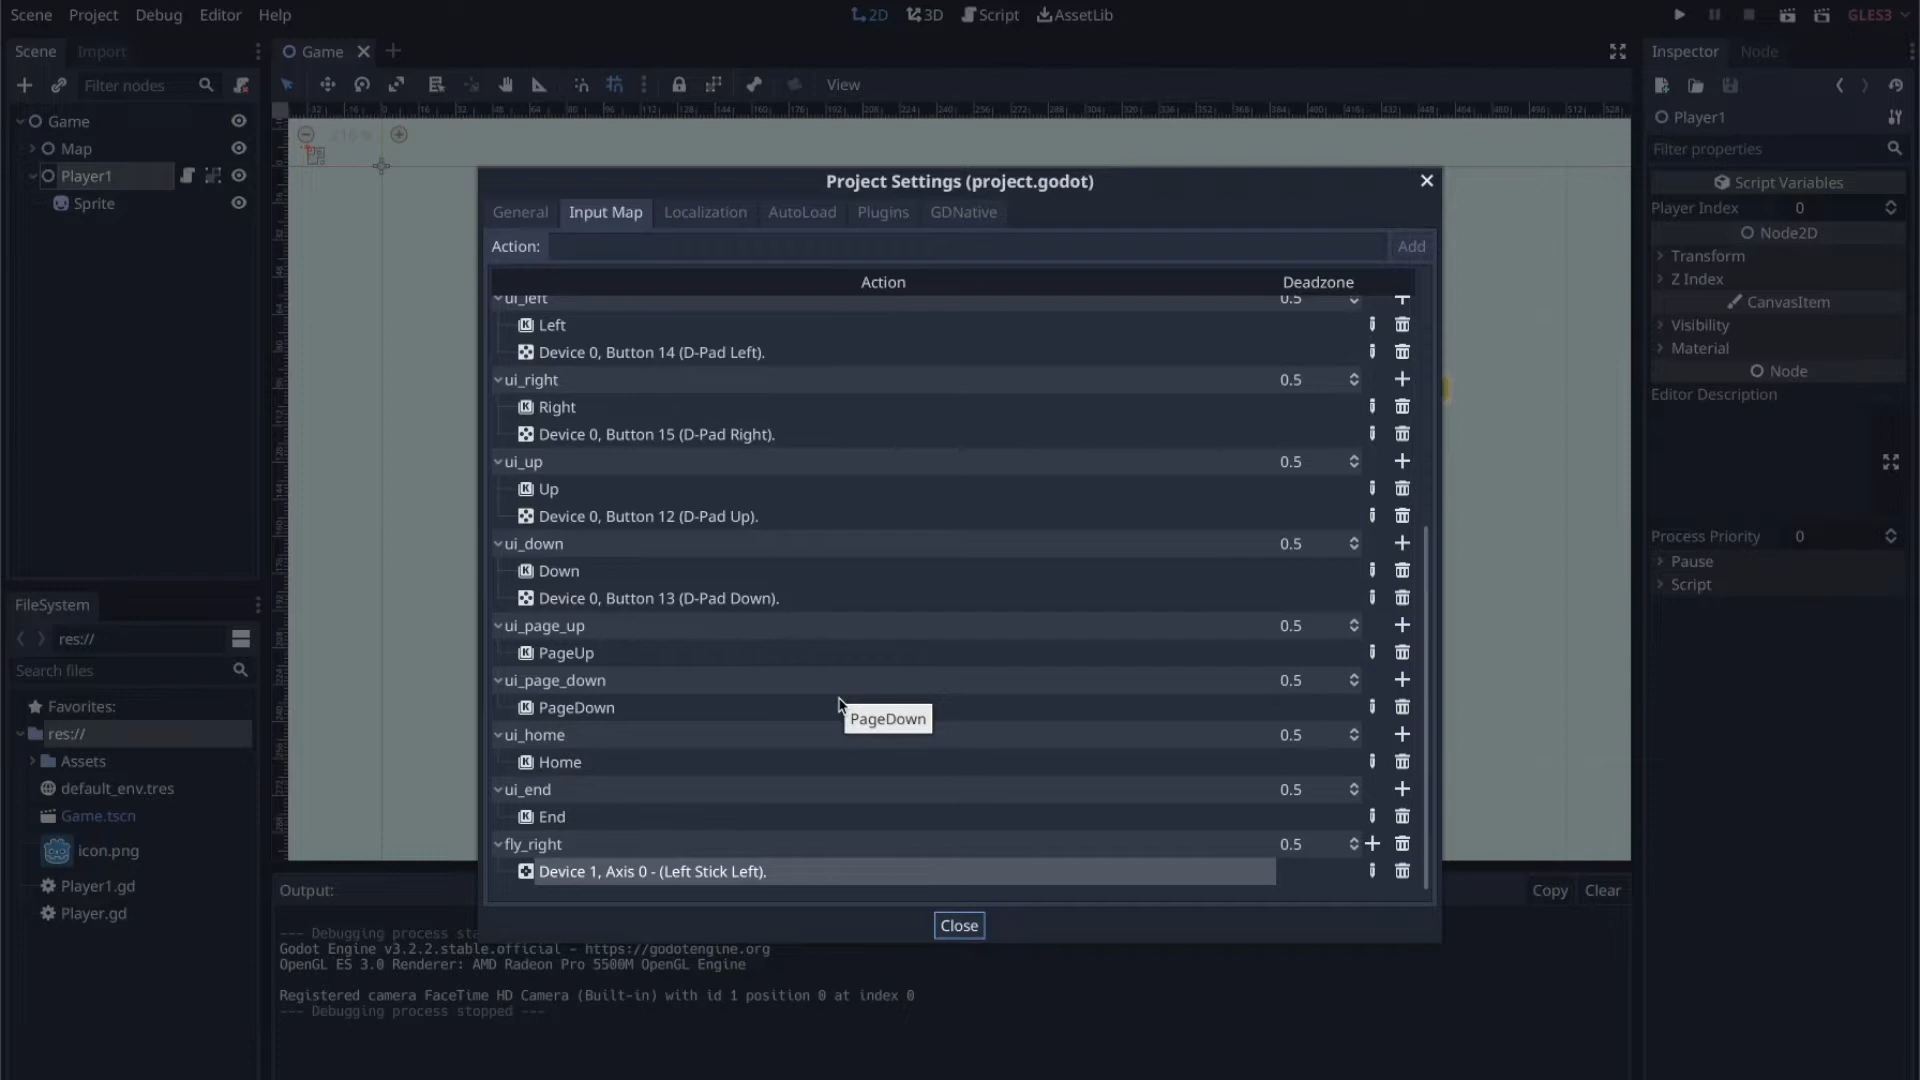 Scene Project Debug Editor Help
2D 3D Script AssetLib
GLES3
Scene Import
Game
Inspector Node
Filter nodes
View
Game
Map
Player1
Sprite
Player1
Filter properties
Script Variables
Player Index 0
Node2D
Transform
Z Index
CanvasItem
Visibility
Material
Node
Editor Description
Process Priority 0
Pause
Script
Project Settings (project.godot)
General Input Map Localization AutoLoad Plugins GDNative
Action: Add
Action Deadzone
ui_left 0.5
Left
Device 0, Button 14 (D-Pad Left).
ui_right 0.5
Right
Device 0, Button 15 (D-Pad Right).
ui_up 0.5
Up
Device 0, Button 12 (D-Pad Up).
ui_down 0.5
Down
Device 0, Button 13 (D-Pad Down).
ui_page_up 0.5
PageUp
ui_page_down 0.5
PageDown
PageDown
ui_home 0.5
Home
ui_end 0.5
End
fly_right 0.5
Device 1, Axis 0 - (Left Stick Left).
Close
FileSystem
res://
Search files
Favorites:
res://
Assets
default_env.tres
Game.tscn
icon.png
Player1.gd
Player.gd
Output: Copy Clear
--- Debugging process sta
Godot Engine v3.2.2.stable.official - https://godotengine.org
OpenGL ES 3.0 Renderer: AMD Radeon Pro 5500M OpenGL Engine
Registered camera FaceTime HD Camera (Built-in) with id 1 position 0 at index 0
--- Debugging process stopped ---